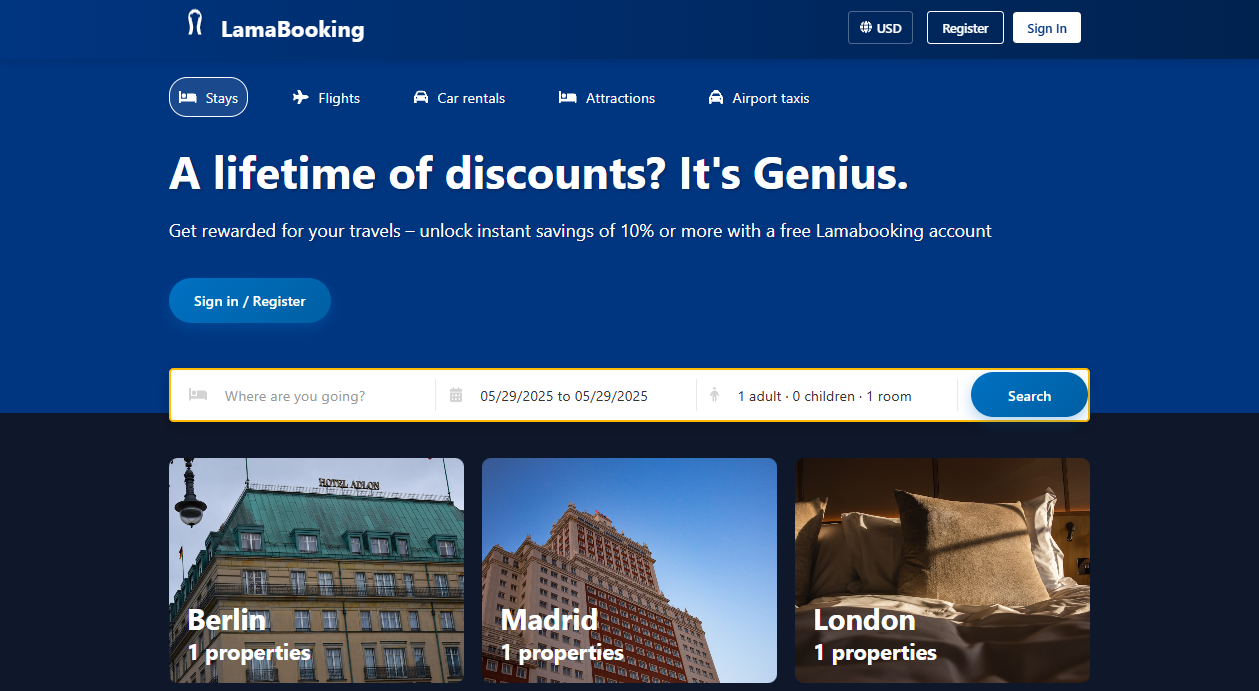 LamaBooking
USD
Register
Sign In
Stays
Flights
Car rentals
Attractions
Airport taxis
A lifetime of discounts? It's Genius.
Get rewarded for your travels – unlock instant savings of 10% or more with a free Lamabooking account
Sign in / Register
Where are you going?
05/29/2025 to 05/29/2025
1 adult · 0 children · 1 room
Search
HOTEL ADLON
Berlin
1 properties
Madrid
1 properties
London
1 properties